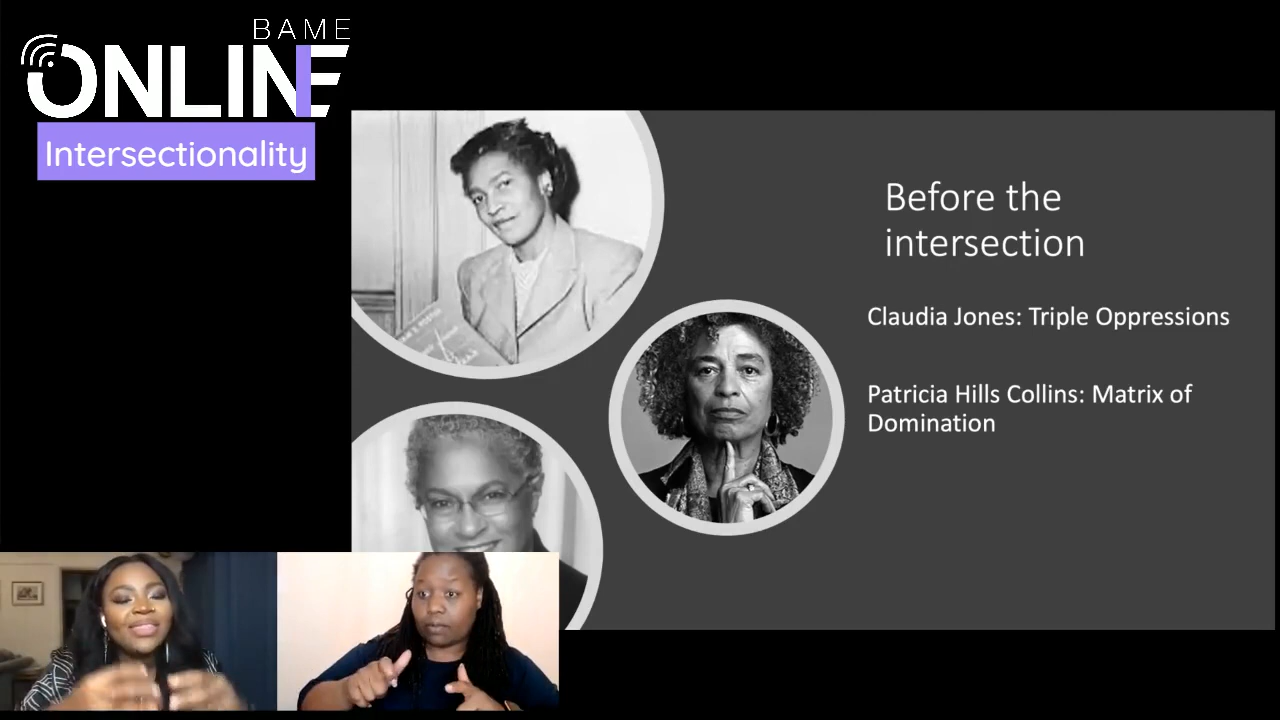 BAME
ONLINE
Intersectionality
Before the
intersection
Claudia Jones: Triple Oppressions
Patricia Hills Collins: Matrix of
Domination